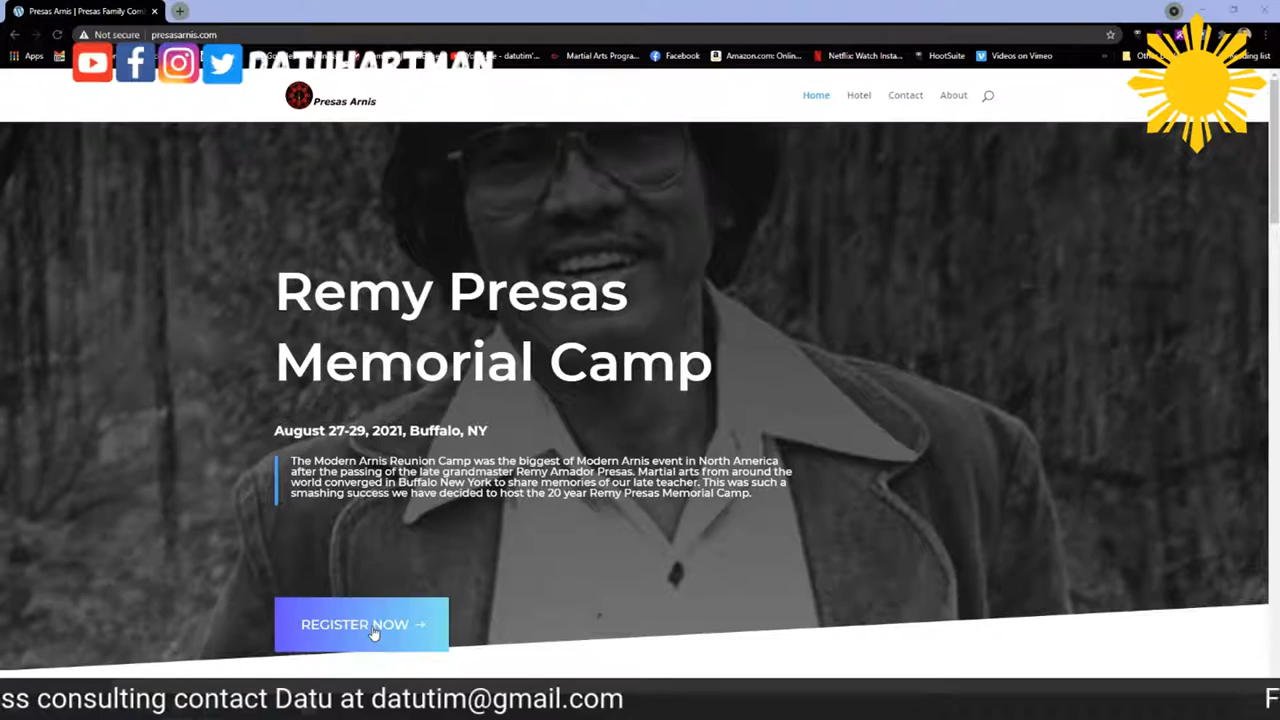 Presas Arnis | Presas Family Com
Not secure
presasarnis.com
Apps
datutim'...
Martial Arts Progra...
Facebook
Amazon.com: Onlin...
Netflix: Watch Insta...
HootSuite
Videos on Vimeo
DATUHARTMAN
Presas Arnis
Home
Hotel
Contact
About
Remy Presas
Memorial Camp
August 27-29, 2021, Buffalo, NY
The Modern Arnis Reunion Camp was the biggest of Modern Arnis event in North America
after the passing of the late grandmaster Remy Amador Presas. Martial arts from around the
world converged in Buffalo New York to share memories of our late teacher. This was such a
smashing success we have decided to host the 20 year Remy Presas Memorial Camp.
REGISTER NOW →
ss consulting contact Datu at datutim@gmail.com
F